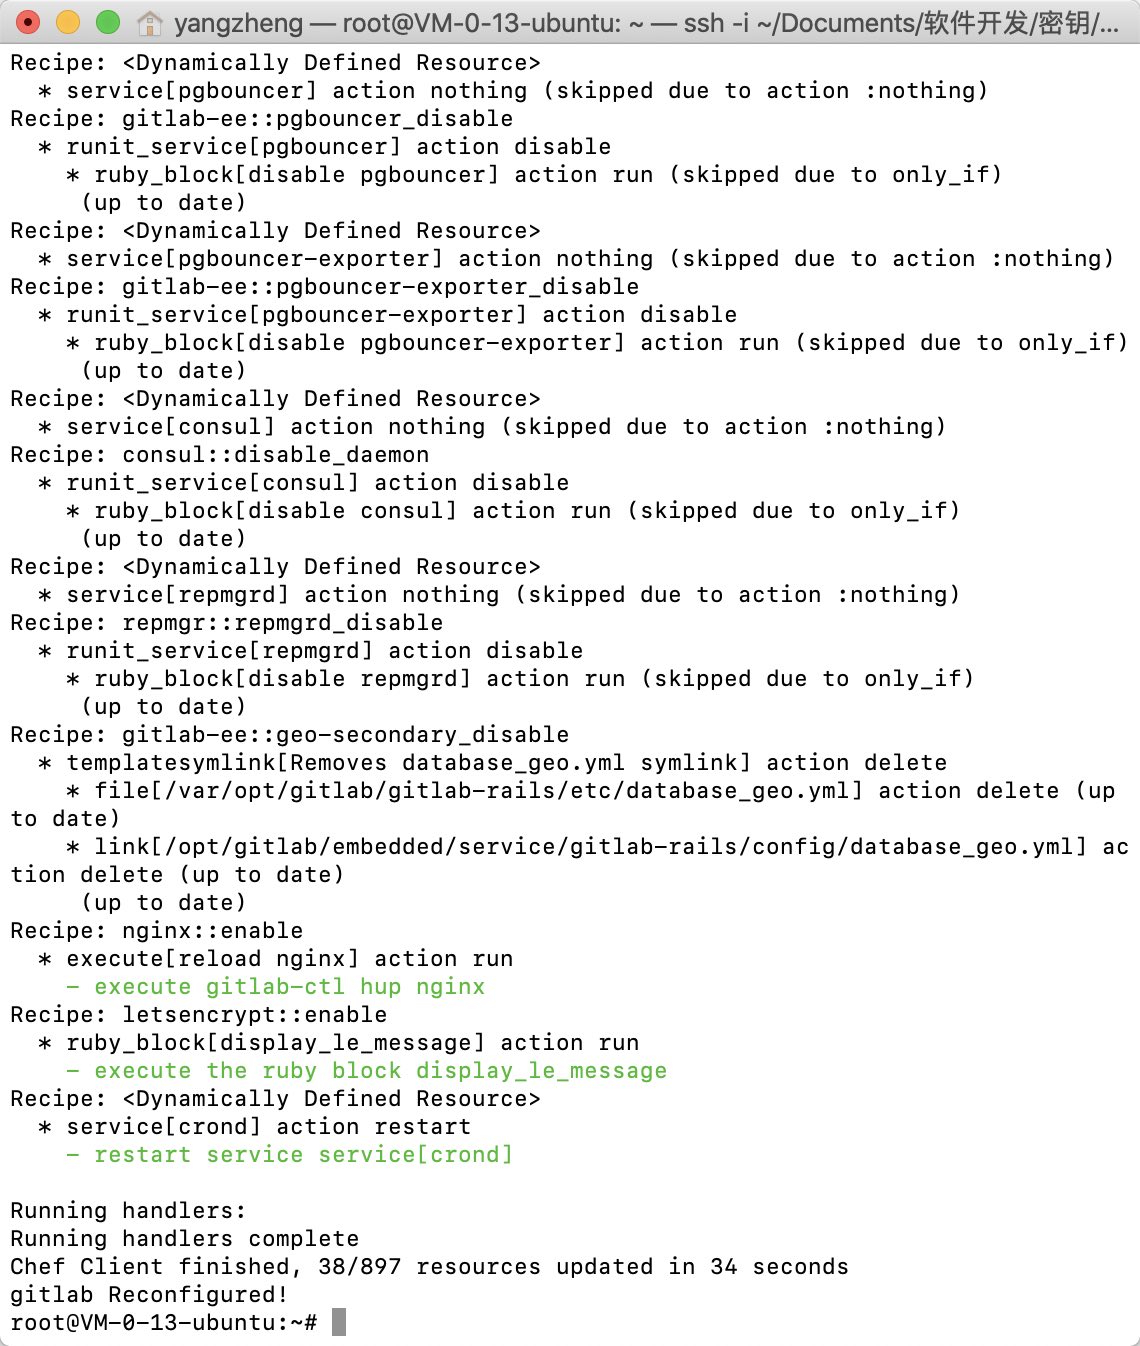 yangzheng — root@VM-0-13-ubuntu: ~ — ssh -i ~/Documents/软件开发/密钥/...
Recipe: <Dynamically Defined Resource>
  * service[pgbouncer] action nothing (skipped due to action :nothing)
Recipe: gitlab-ee::pgbouncer_disable
  * runit_service[pgbouncer] action disable
    * ruby_block[disable pgbouncer] action run (skipped due to only_if)
     (up to date)
Recipe: <Dynamically Defined Resource>
  * service[pgbouncer-exporter] action nothing (skipped due to action :nothing)
Recipe: gitlab-ee::pgbouncer-exporter_disable
  * runit_service[pgbouncer-exporter] action disable
    * ruby_block[disable pgbouncer-exporter] action run (skipped due to only_if)
     (up to date)
Recipe: <Dynamically Defined Resource>
  * service[consul] action nothing (skipped due to action :nothing)
Recipe: consul::disable_daemon
  * runit_service[consul] action disable
    * ruby_block[disable consul] action run (skipped due to only_if)
     (up to date)
Recipe: <Dynamically Defined Resource>
  * service[repmgrd] action nothing (skipped due to action :nothing)
Recipe: repmgr::repmgrd_disable
  * runit_service[repmgrd] action disable
    * ruby_block[disable repmgrd] action run (skipped due to only_if)
     (up to date)
Recipe: gitlab-ee::geo-secondary_disable
  * templatesymlink[Removes database_geo.yml symlink] action delete
    * file[/var/opt/gitlab/gitlab-rails/etc/database_geo.yml] action delete (up
to date)
    * link[/opt/gitlab/embedded/service/gitlab-rails/config/database_geo.yml] ac
tion delete (up to date)
     (up to date)
Recipe: nginx::enable
  * execute[reload nginx] action run
    - execute gitlab-ctl hup nginx
Recipe: letsencrypt::enable
  * ruby_block[display_le_message] action run
    - execute the ruby block display_le_message
Recipe: <Dynamically Defined Resource>
  * service[crond] action restart
    - restart service service[crond]

Running handlers:
Running handlers complete
Chef Client finished, 38/897 resources updated in 34 seconds
gitlab Reconfigured!
root@VM-0-13-ubuntu:~#